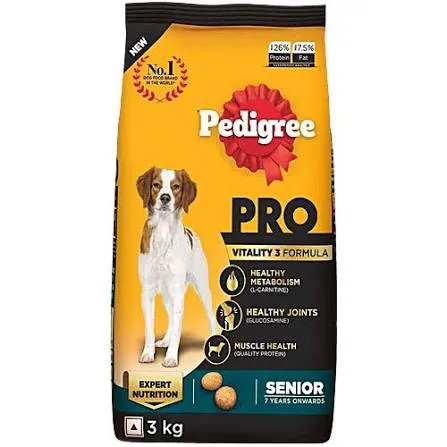 NEW
No.1
DOG FOOD BRAND
IN THE WORLD*
126% 17.5%
Protein Fat
Pedigree
PRO
VITALITY 3 FORMULA
HEALTHY
METABOLISM
(L-CARNITINE)
HEALTHY JOINTS
(GLUCOSAMINE)
MUSCLE HEALTH
(QUALITY PROTEIN)
EXPERT
NUTRITION
SENIOR
7 YEARS ONWARDS
3 kg